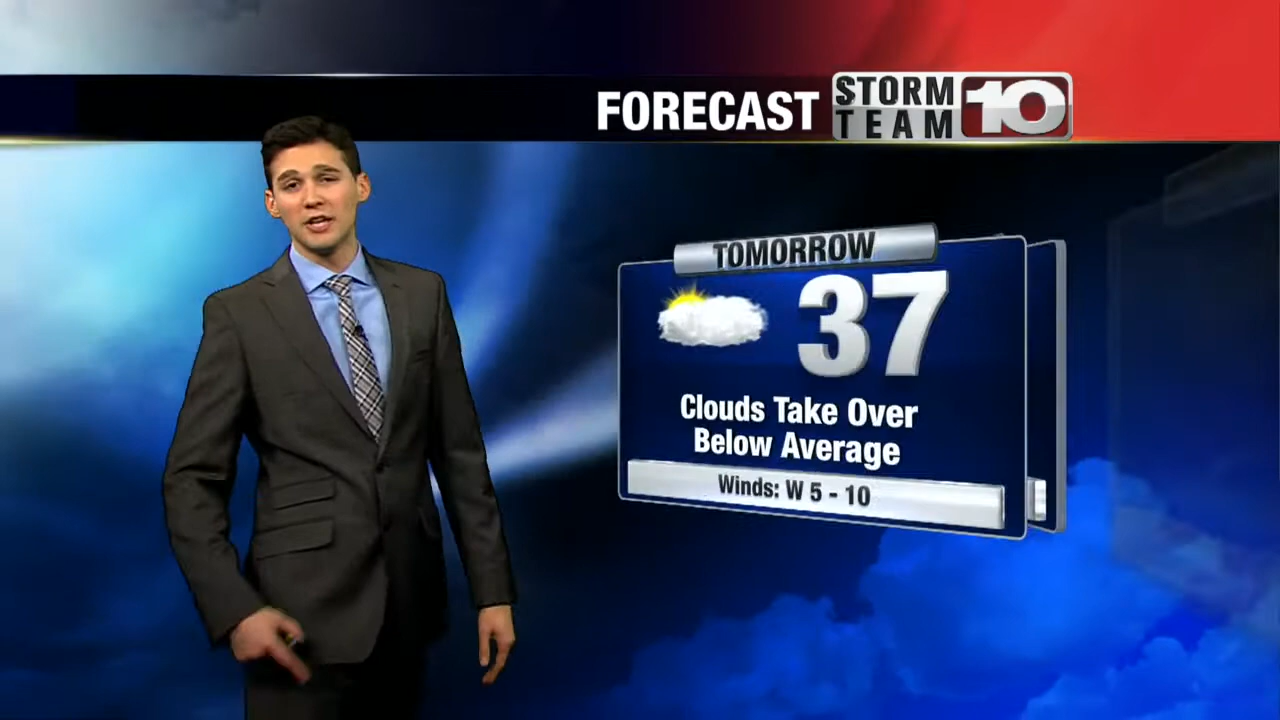 FORECAST
STORM
TEAM
10
TOMORROW
37
Clouds Take Over
Below Average
Winds: W 5 - 10